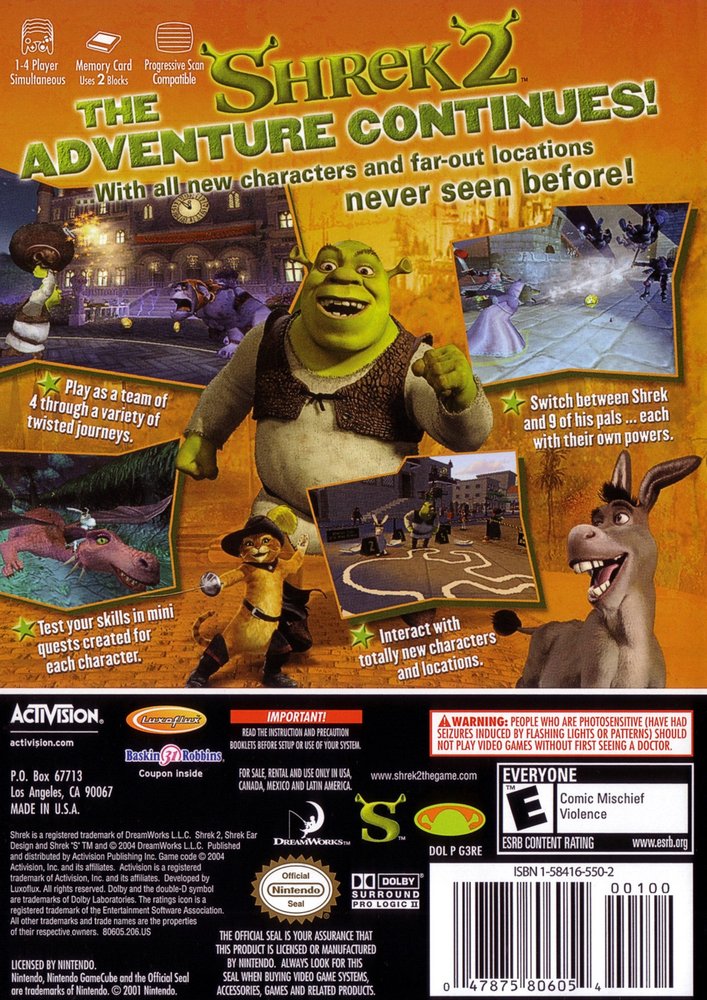 1-4 Player
Simultaneous
Memory Card
Uses 2 Blocks
Progressive Scan
Compatible
SHREK 2™
THE
ADVENTURE CONTINUES!
With all new characters and far-out locations
never seen before!
Play as a team of
4 through a variety of
twisted journeys.
Switch between Shrek
and 9 of his pals ... each
with their own powers.
Test your skills in mini
quests created for
each character.
Interact with
totally new characters
and locations.
ACTIVISION®
activision.com
Luxoflux
Baskin 31 Robbins®
Coupon inside
P.O. Box 67713
Los Angeles, CA 90067
MADE IN U.S.A.
IMPORTANT!
READ THE INSTRUCTION AND PRECAUTION
BOOKLETS BEFORE SETUP OR USE OF YOUR SYSTEM.
FOR SALE, RENTAL AND USE ONLY IN USA,
CANADA, MEXICO AND LATIN AMERICA.
www.shrek2thegame.com
WARNING: PEOPLE WHO ARE PHOTOSENSITIVE (HAVE HAD
SEIZURES INDUCED BY FLASHING LIGHTS OR PATTERNS) SHOULD
NOT PLAY VIDEO GAMES WITHOUT FIRST SEEING A DOCTOR.
EVERYONE
E™
Comic Mischief
Violence
ESRB CONTENT RATING www.esrb.org
DREAMWORKS™
S™
DOL P G3RE
Shrek is a registered trademark of DreamWorks L.L.C. Shrek 2, Shrek Ear
Design and Shrek "S" TM and © 2004 DreamWorks L.L.C. Published
and distributed by Activision Publishing Inc. Game code © 2004
Activision, Inc. and its affiliates. Activision is a registered
trademark of Activision, Inc. and its affiliates. Developed by
Luxoflux. All rights reserved. Dolby and the double-D symbol
are trademarks of Dolby Laboratories. The ratings icon is a
registered trademark of the Entertainment Software Association.
All other trademarks and trade names are the properties
of their respective owners. 80605.206.US
Official
Nintendo®
Seal
DOLBY
SURROUND
PRO LOGIC II
THE OFFICIAL SEAL IS YOUR ASSURANCE THAT
THIS PRODUCT IS LICENSED OR MANUFACTURED
BY NINTENDO. ALWAYS LOOK FOR THIS
SEAL WHEN BUYING VIDEO GAME SYSTEMS,
ACCESSORIES, GAMES AND RELATED PRODUCTS.
LICENSED BY NINTENDO.
Nintendo, Nintendo GameCube and the Official Seal
are trademarks of Nintendo. © 2001 Nintendo.
ISBN 1-58416-550-2
00100
0 47875 80605 4